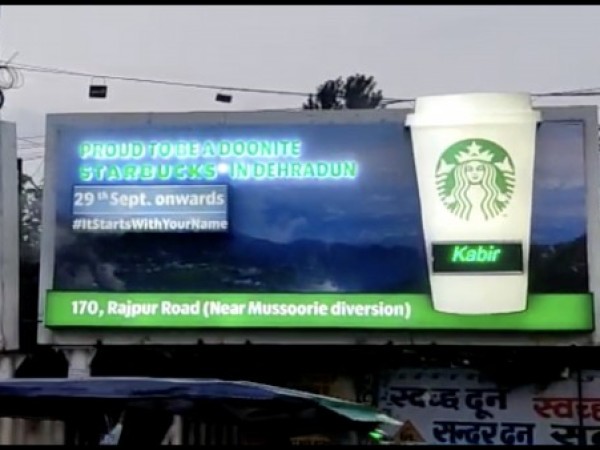 PROUD TO BE A DOONITE
STARBUCKS® IN DEHRADUN
29th Sept. onwards
#ItStartsWithYourName
Kabir
170, Rajpur Road (Near Mussoorie diversion)
स्वच्छ दून
सुन्दर दून